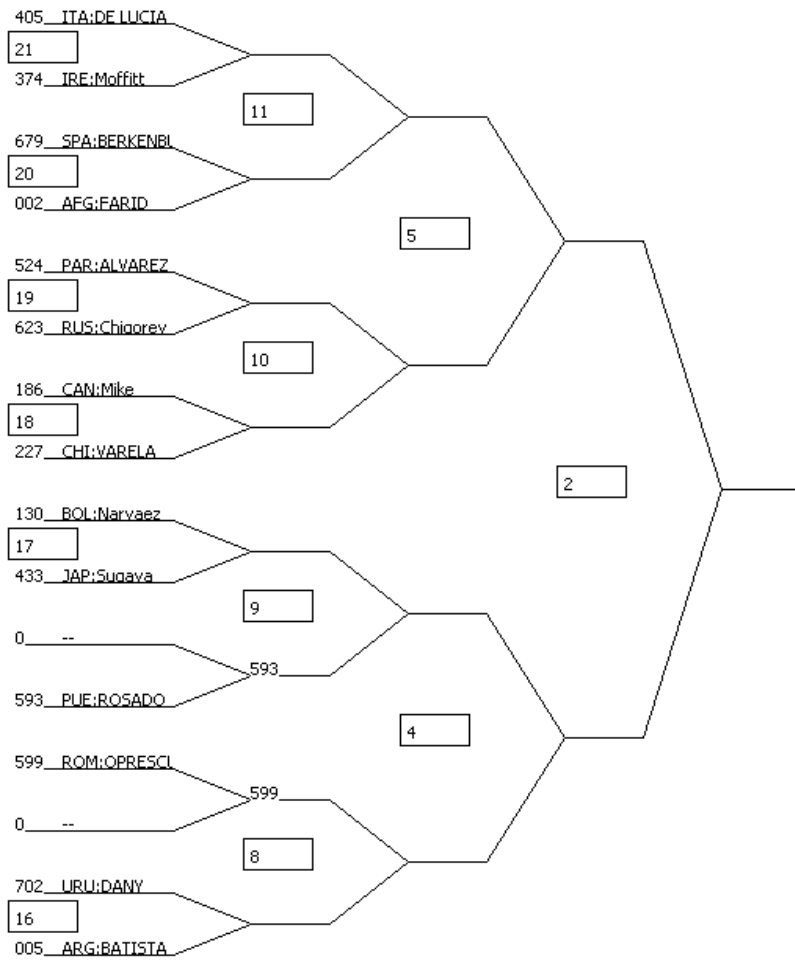 405 ITA:DE LUCIA
21
374 IRE:Moffitt
11
679 SPA:BERKENBL
20
002 AFG:FARID
5
524 PAR:ALVAREZ
19
623 RUS:Chigorev
10
186 CAN:Mike
18
227 CHI:VARELA
2
130 BOL:Narvaez
17
433 JAP:Sugaya
9
0 --
593
593 PUE:ROSADO
4
599 ROM:OPRESCU
599
0 --
8
702 URU:DANY
16
005 ARG:BATISTA